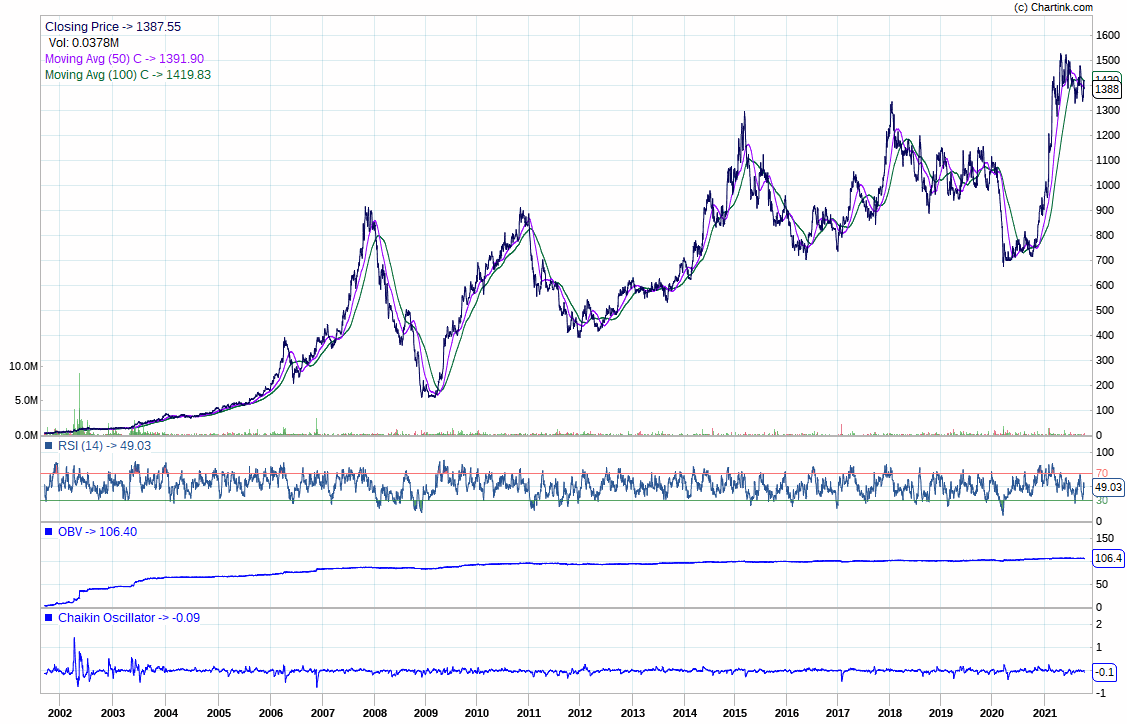 (c) Chartink.com
Closing Price -> 1387.55
Vol: 0.0378M
Moving Avg (50) C -> 1391.90
Moving Avg (100) C -> 1419.83
1600
1500
1420
1388
1300
1200
1100
1000
900
800
700
600
500
400
300
200
100
0
10.0M
5.0M
0.0M
RSI (14) -> 49.03
100
70
49.03
30
0
OBV -> 106.40
150
106.4
50
0
Chaikin Oscillator -> -0.09
2
1
-0.1
-1
2002 2003 2004 2005 2006 2007 2008 2009 2010 2011 2012 2013 2014 2015 2016 2017 2018 2019 2020 2021